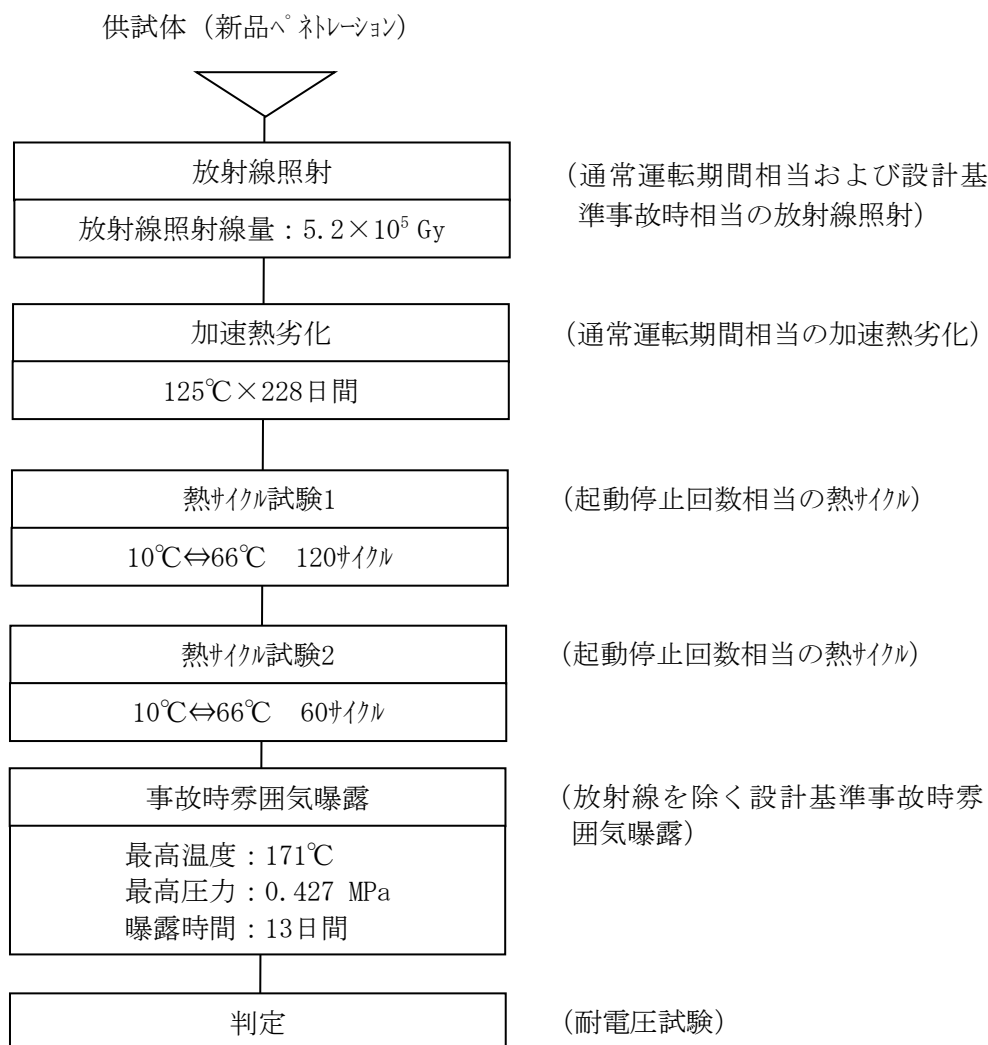 供試体（新品ﾍﾟﾈﾄﾚｰｼｮﾝ）
放射線照射
（通常運転期間相当および設計基
準事故時相当の放射線照射）
放射線照射線量：5.2×10⁵ Gy
加速熱劣化
（通常運転期間相当の加速熱劣化）
125℃×228日間
熱ｻｲｸﾙ試験1
（起動停止回数相当の熱ｻｲｸﾙ）
10℃⇔66℃　120ｻｲｸﾙ
熱ｻｲｸﾙ試験2
（起動停止回数相当の熱ｻｲｸﾙ）
10℃⇔66℃　60ｻｲｸﾙ
事故時雰囲気曝露
（放射線を除く設計基準事故時雰
囲気曝露）
最高温度：171℃
最高圧力：0.427 MPa
曝露時間：13日間
判定
（耐電圧試験）